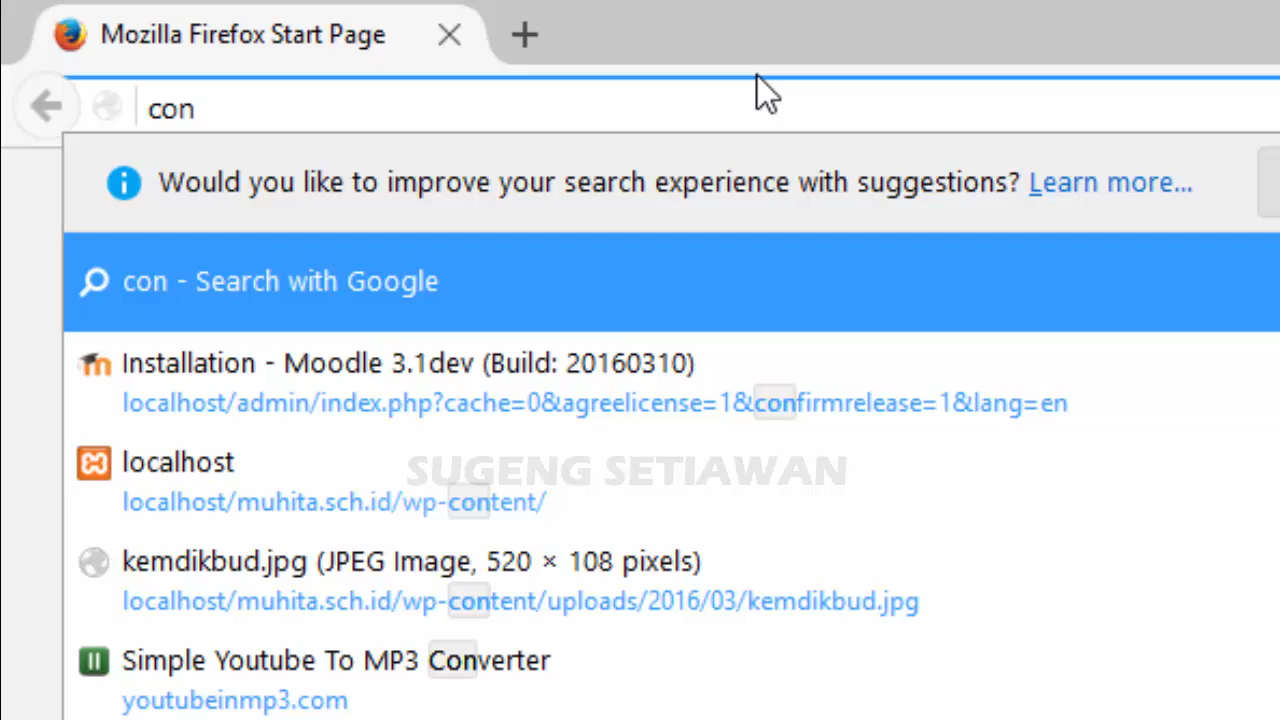 Mozilla Firefox Start Page
con
Would you like to improve your search experience with suggestions? Learn more...
con - Search with Google
Installation - Moodle 3.1dev (Build: 20160310)
localhost/admin/index.php?cache=0&agreelicense=1&confirmrelease=1&lang=en
localhost
SUGENG SETIAWAN
localhost/muhita.sch.id/wp-content/
kemdikbud.jpg (JPEG Image, 520 × 108 pixels)
localhost/muhita.sch.id/wp-content/uploads/2016/03/kemdikbud.jpg
Simple Youtube To MP3 Converter
youtubeinmp3.com